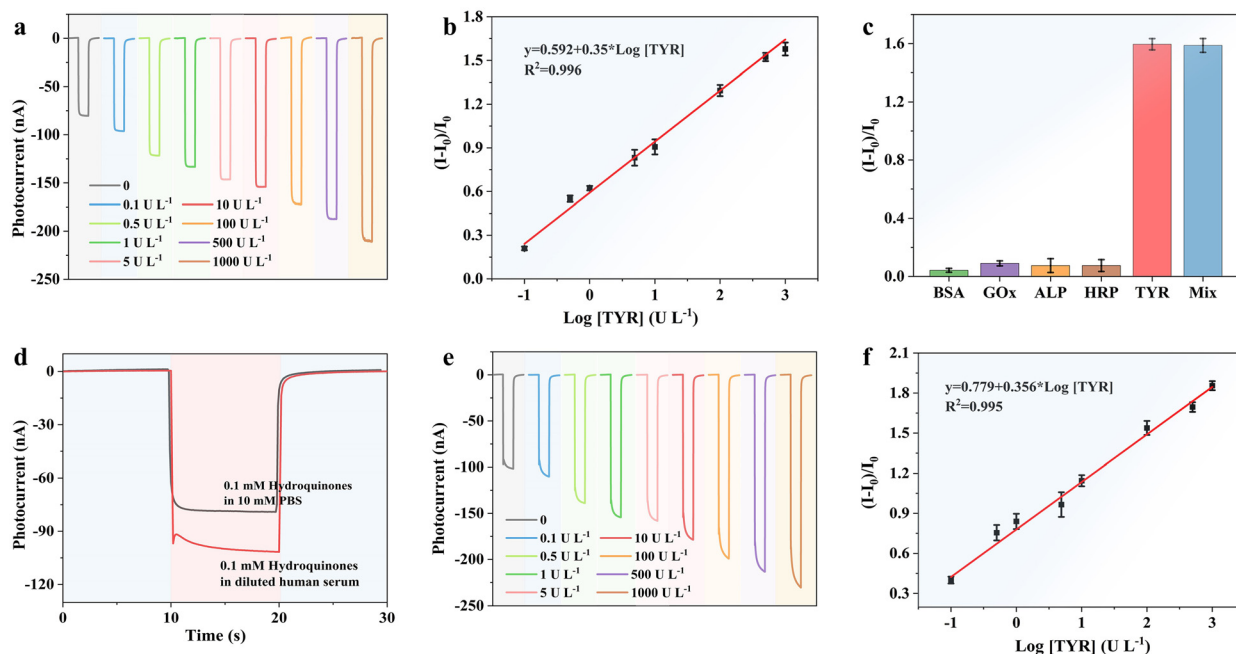 a
0
-50
-100
-150
-200
-250
Photocurrent (nA)
0
0.1 U L⁻¹
0.5 U L⁻¹
1 U L⁻¹
5 U L⁻¹
10 U L⁻¹
100 U L⁻¹
500 U L⁻¹
1000 U L⁻¹
b
1.8
1.5
1.2
0.9
0.6
0.3
0.0
(I-I₀)/I₀
y=0.592+0.35*Log [TYR]
R²=0.996
-1 0 1 2 3
Log [TYR] (U L⁻¹)
c
1.6
1.2
0.8
0.4
0.0
(I-I₀)/I₀
BSA GOx ALP HRP TYR Mix
d
0
-30
-60
-90
-120
Photocurrent (nA)
0.1 mM Hydroquinones
in 10 mM PBS
0.1 mM Hydroquinones
in diluted human serum
0 10 20 30
Time (s)
e
0
-50
-100
-150
-200
-250
Photocurrent (nA)
0
0.1 U L⁻¹
0.5 U L⁻¹
1 U L⁻¹
5 U L⁻¹
10 U L⁻¹
100 U L⁻¹
500 U L⁻¹
1000 U L⁻¹
f
2.1
1.8
1.5
1.2
0.9
0.6
0.3
(I-I₀)/I₀
y=0.779+0.356*Log [TYR]
R²=0.995
-1 0 1 2 3
Log [TYR] (U L⁻¹)